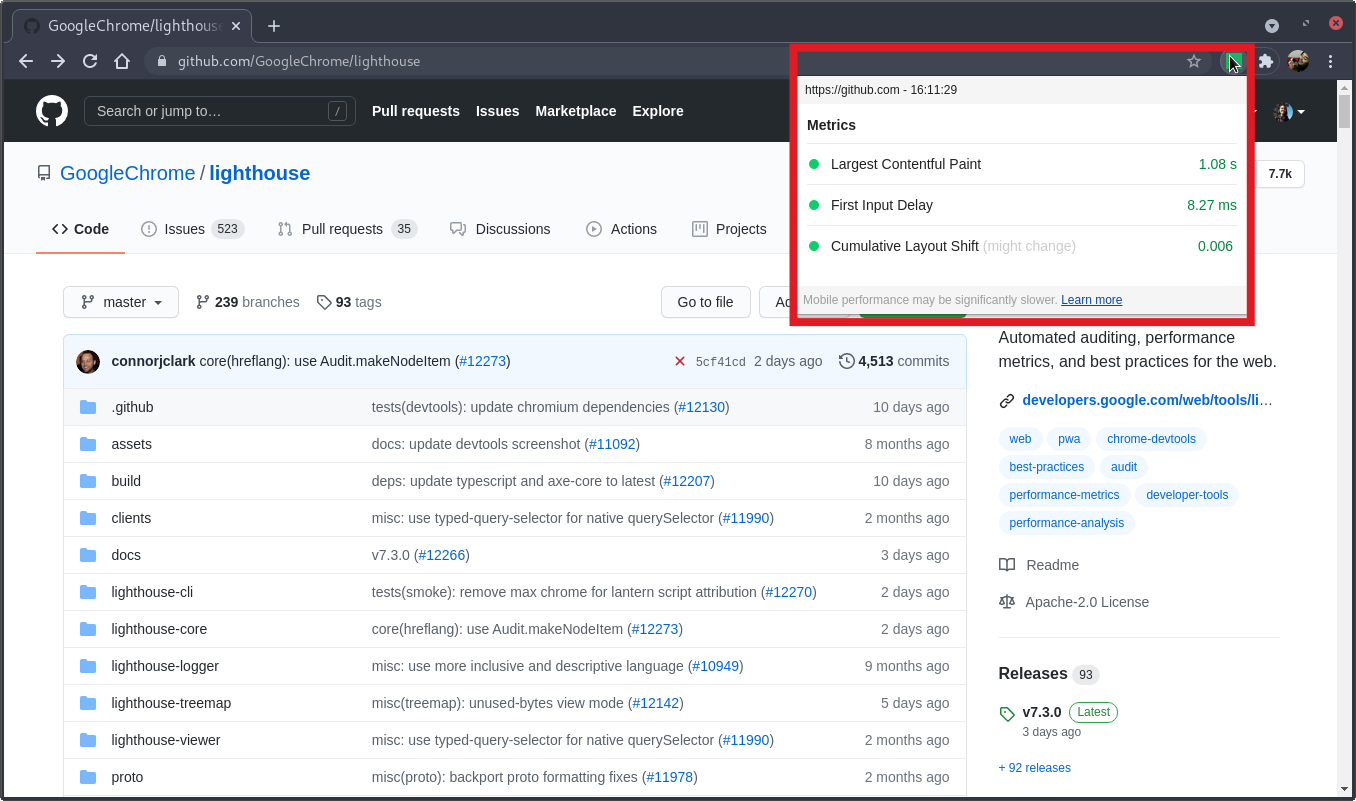 GoogleChrome/lighthouse
github.com/GoogleChrome/lighthouse
Search or jump to… /
Pull requests Issues Marketplace Explore
https://github.com - 16:11:29
Metrics
Largest Contentful Paint 1.08 s
First Input Delay 8.27 ms
Cumulative Layout Shift (might change) 0.006
Mobile performance may be significantly slower. Learn more
GoogleChrome / lighthouse
7.7k
Code Issues 523 Pull requests 35 Discussions Actions Projects
master 239 branches 93 tags Go to file
connorjclark core(hreflang): use Audit.makeNodeItem (#12273) 5cf41cd 2 days ago 4,513 commits
.github tests(devtools): update chromium dependencies (#12130) 10 days ago
assets docs: update devtools screenshot (#11092) 8 months ago
build deps: update typescript and axe-core to latest (#12207) 10 days ago
clients misc: use typed-query-selector for native querySelector (#11990) 2 months ago
docs v7.3.0 (#12266) 3 days ago
lighthouse-cli tests(smoke): remove max chrome for lantern script attribution (#12270) 2 days ago
lighthouse-core core(hreflang): use Audit.makeNodeItem (#12273) 2 days ago
lighthouse-logger misc: use more inclusive and descriptive language (#10949) 9 months ago
lighthouse-treemap misc(treemap): unused-bytes view mode (#12142) 5 days ago
lighthouse-viewer misc: use typed-query-selector for native querySelector (#11990) 2 months ago
proto misc(proto): backport proto formatting fixes (#11978) 2 months ago
Automated auditing, performance
metrics, and best practices for the web.
developers.google.com/web/tools/li…
web pwa chrome-devtools
best-practices audit
performance-metrics developer-tools
performance-analysis
Readme
Apache-2.0 License
Releases 93
v7.3.0 Latest
3 days ago
+ 92 releases